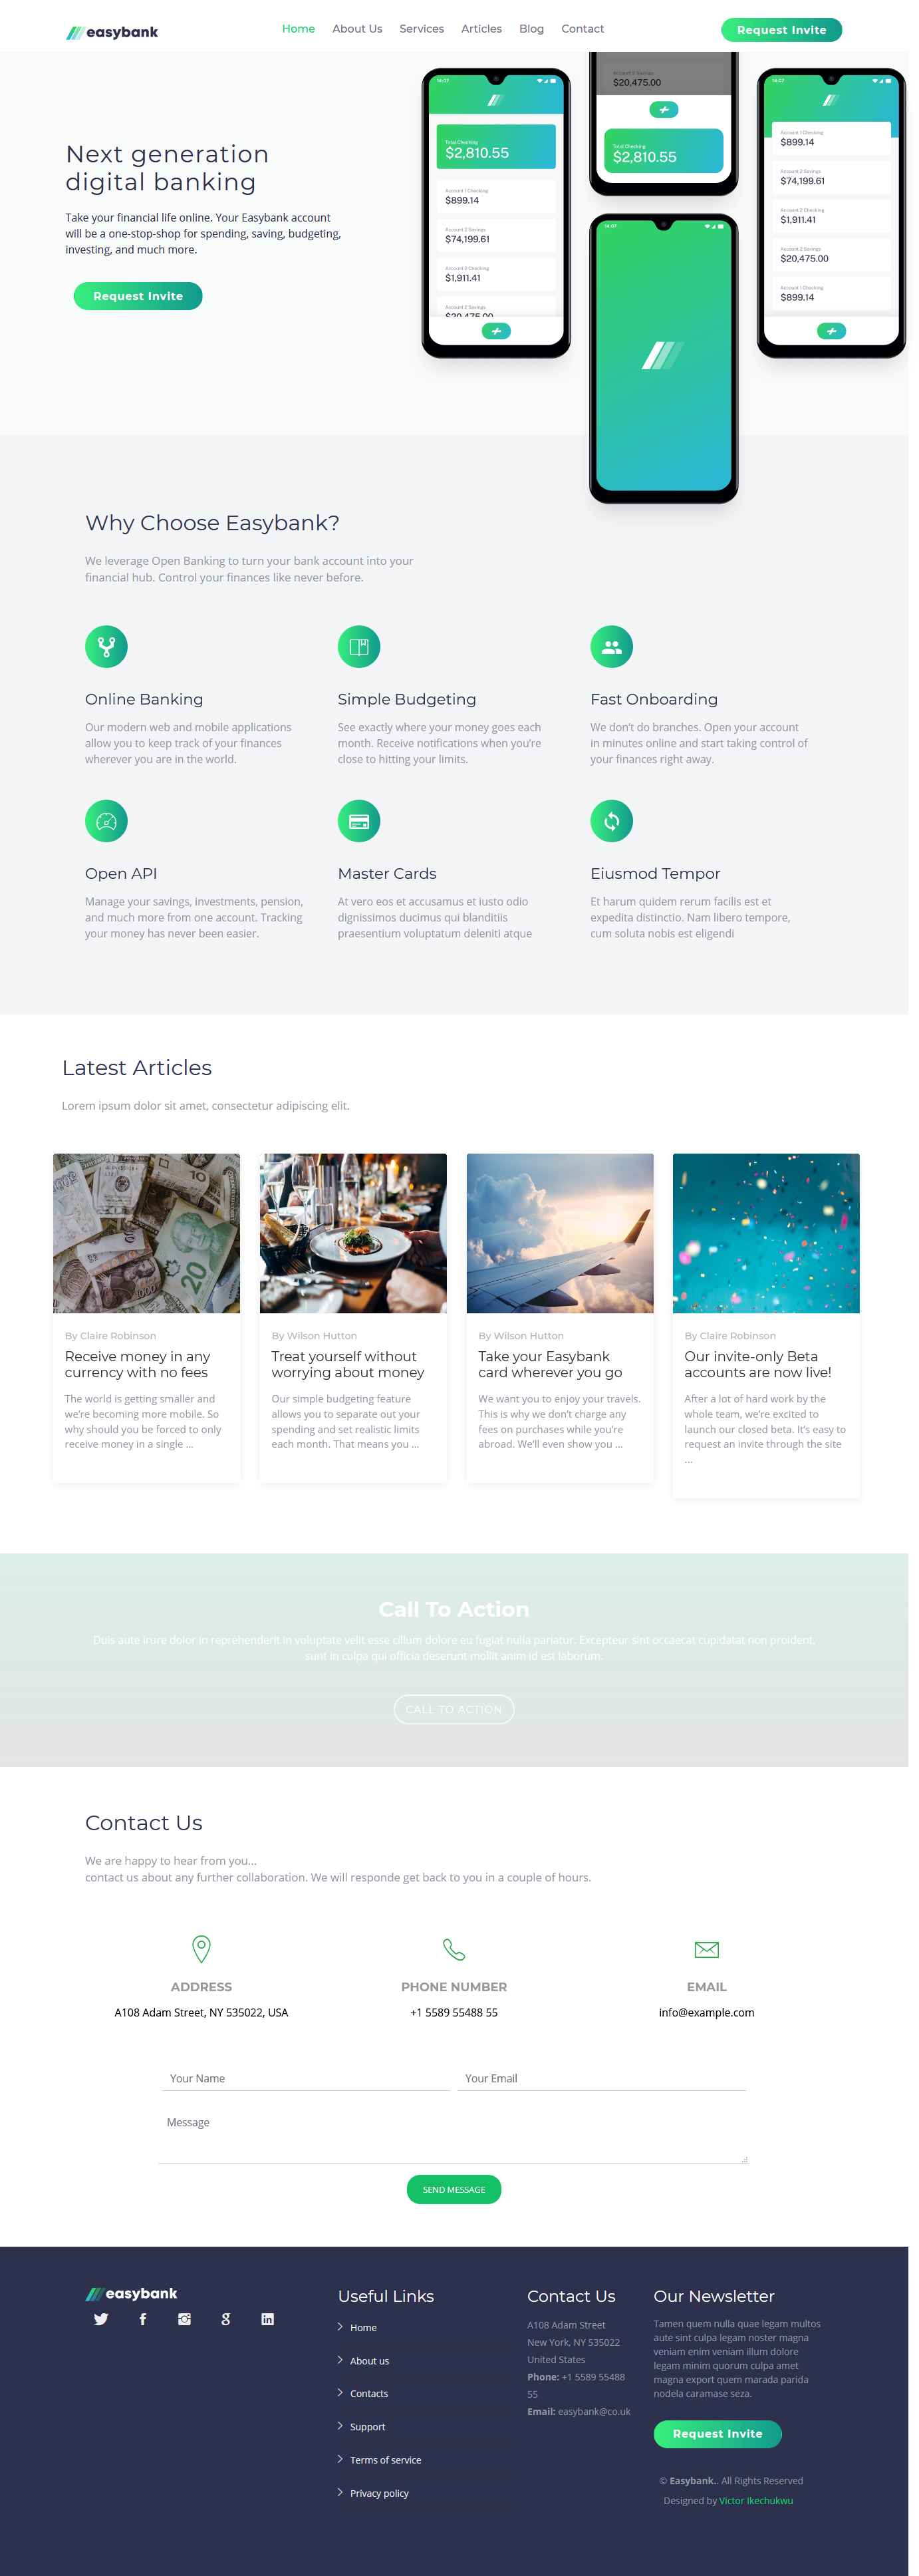 easybank
Home About Us Services Articles Blog Contact
Request Invite
Next generation
digital banking
Take your financial life online. Your Easybank account
will be a one-stop-shop for spending, saving, budgeting,
investing, and much more.
Request Invite
14:07
Total Checking
$2,810.55
Account 1 Checking
$899.14
Account 2 Savings
$74,199.61
Account 2 Checking
$1,911.41
Account 2 Savings
$20,475.00
Account 2 Savings
$20,475.00
Total Checking
$2,810.55
14:07
14:07
Account 1 Checking
$899.14
Account 2 Savings
$74,199.61
Account 2 Checking
$1,911.41
Account 2 Savings
$20,475.00
Account 1 Checking
$899.14
Why Choose Easybank?
We leverage Open Banking to turn your bank account into your
financial hub. Control your finances like never before.
Online Banking
Our modern web and mobile applications
allow you to keep track of your finances
wherever you are in the world.
Simple Budgeting
See exactly where your money goes each
month. Receive notifications when you’re
close to hitting your limits.
Fast Onboarding
We don’t do branches. Open your account
in minutes online and start taking control of
your finances right away.
Open API
Manage your savings, investments, pension,
and much more from one account. Tracking
your money has never been easier.
Master Cards
At vero eos et accusamus et iusto odio
dignissimos ducimus qui blanditiis
praesentium voluptatum deleniti atque
Eiusmod Tempor
Et harum quidem rerum facilis est et
expedita distinctio. Nam libero tempore,
cum soluta nobis est eligendi
Latest Articles
Lorem ipsum dolor sit amet, consectetur adipiscing elit.
10
20
By Claire Robinson
Receive money in any
currency with no fees
The world is getting smaller and
we’re becoming more mobile. So
why should you be forced to only
receive money in a single ...
By Wilson Hutton
Treat yourself without
worrying about money
Our simple budgeting feature
allows you to separate out your
spending and set realistic limits
each month. That means you ...
By Wilson Hutton
Take your Easybank
card wherever you go
We want you to enjoy your travels.
This is why we don’t charge any
fees on purchases while you’re
abroad. We’ll even show you ...
By Claire Robinson
Our invite-only Beta
accounts are now live!
After a lot of hard work by the
whole team, we’re excited to
launch our closed beta. It’s easy to
request an invite through the site
...
Call To Action
Duis aute irure dolor in reprehenderit in voluptate velit esse cillum dolore eu fugiat nulla pariatur. Excepteur sint occaecat cupidatat non proident,
sunt in culpa qui officia deserunt mollit anim id est laborum.
CALL TO ACTION
Contact Us
We are happy to hear from you...
contact us about any further collaboration. We will responde get back to you in a couple of hours.
ADDRESS
A108 Adam Street, NY 535022, USA
PHONE NUMBER
+1 5589 55488 55
EMAIL
info@example.com
Your Name
Your Email
Message
SEND MESSAGE
easybank
Useful Links
Home
About us
Contacts
Support
Terms of service
Privacy policy
Contact Us
A108 Adam Street
New York, NY 535022
United States
Phone: +1 5589 55488
55
Email: easybank@co.uk
Our Newsletter
Tamen quem nulla quae legam multos
aute sint culpa legam noster magna
veniam enim veniam illum dolore
legam minim quorum culpa amet
magna export quem marada parida
nodela caramase seza.
Request Invite
© Easybank.. All Rights Reserved
Designed by Victor Ikechukwu